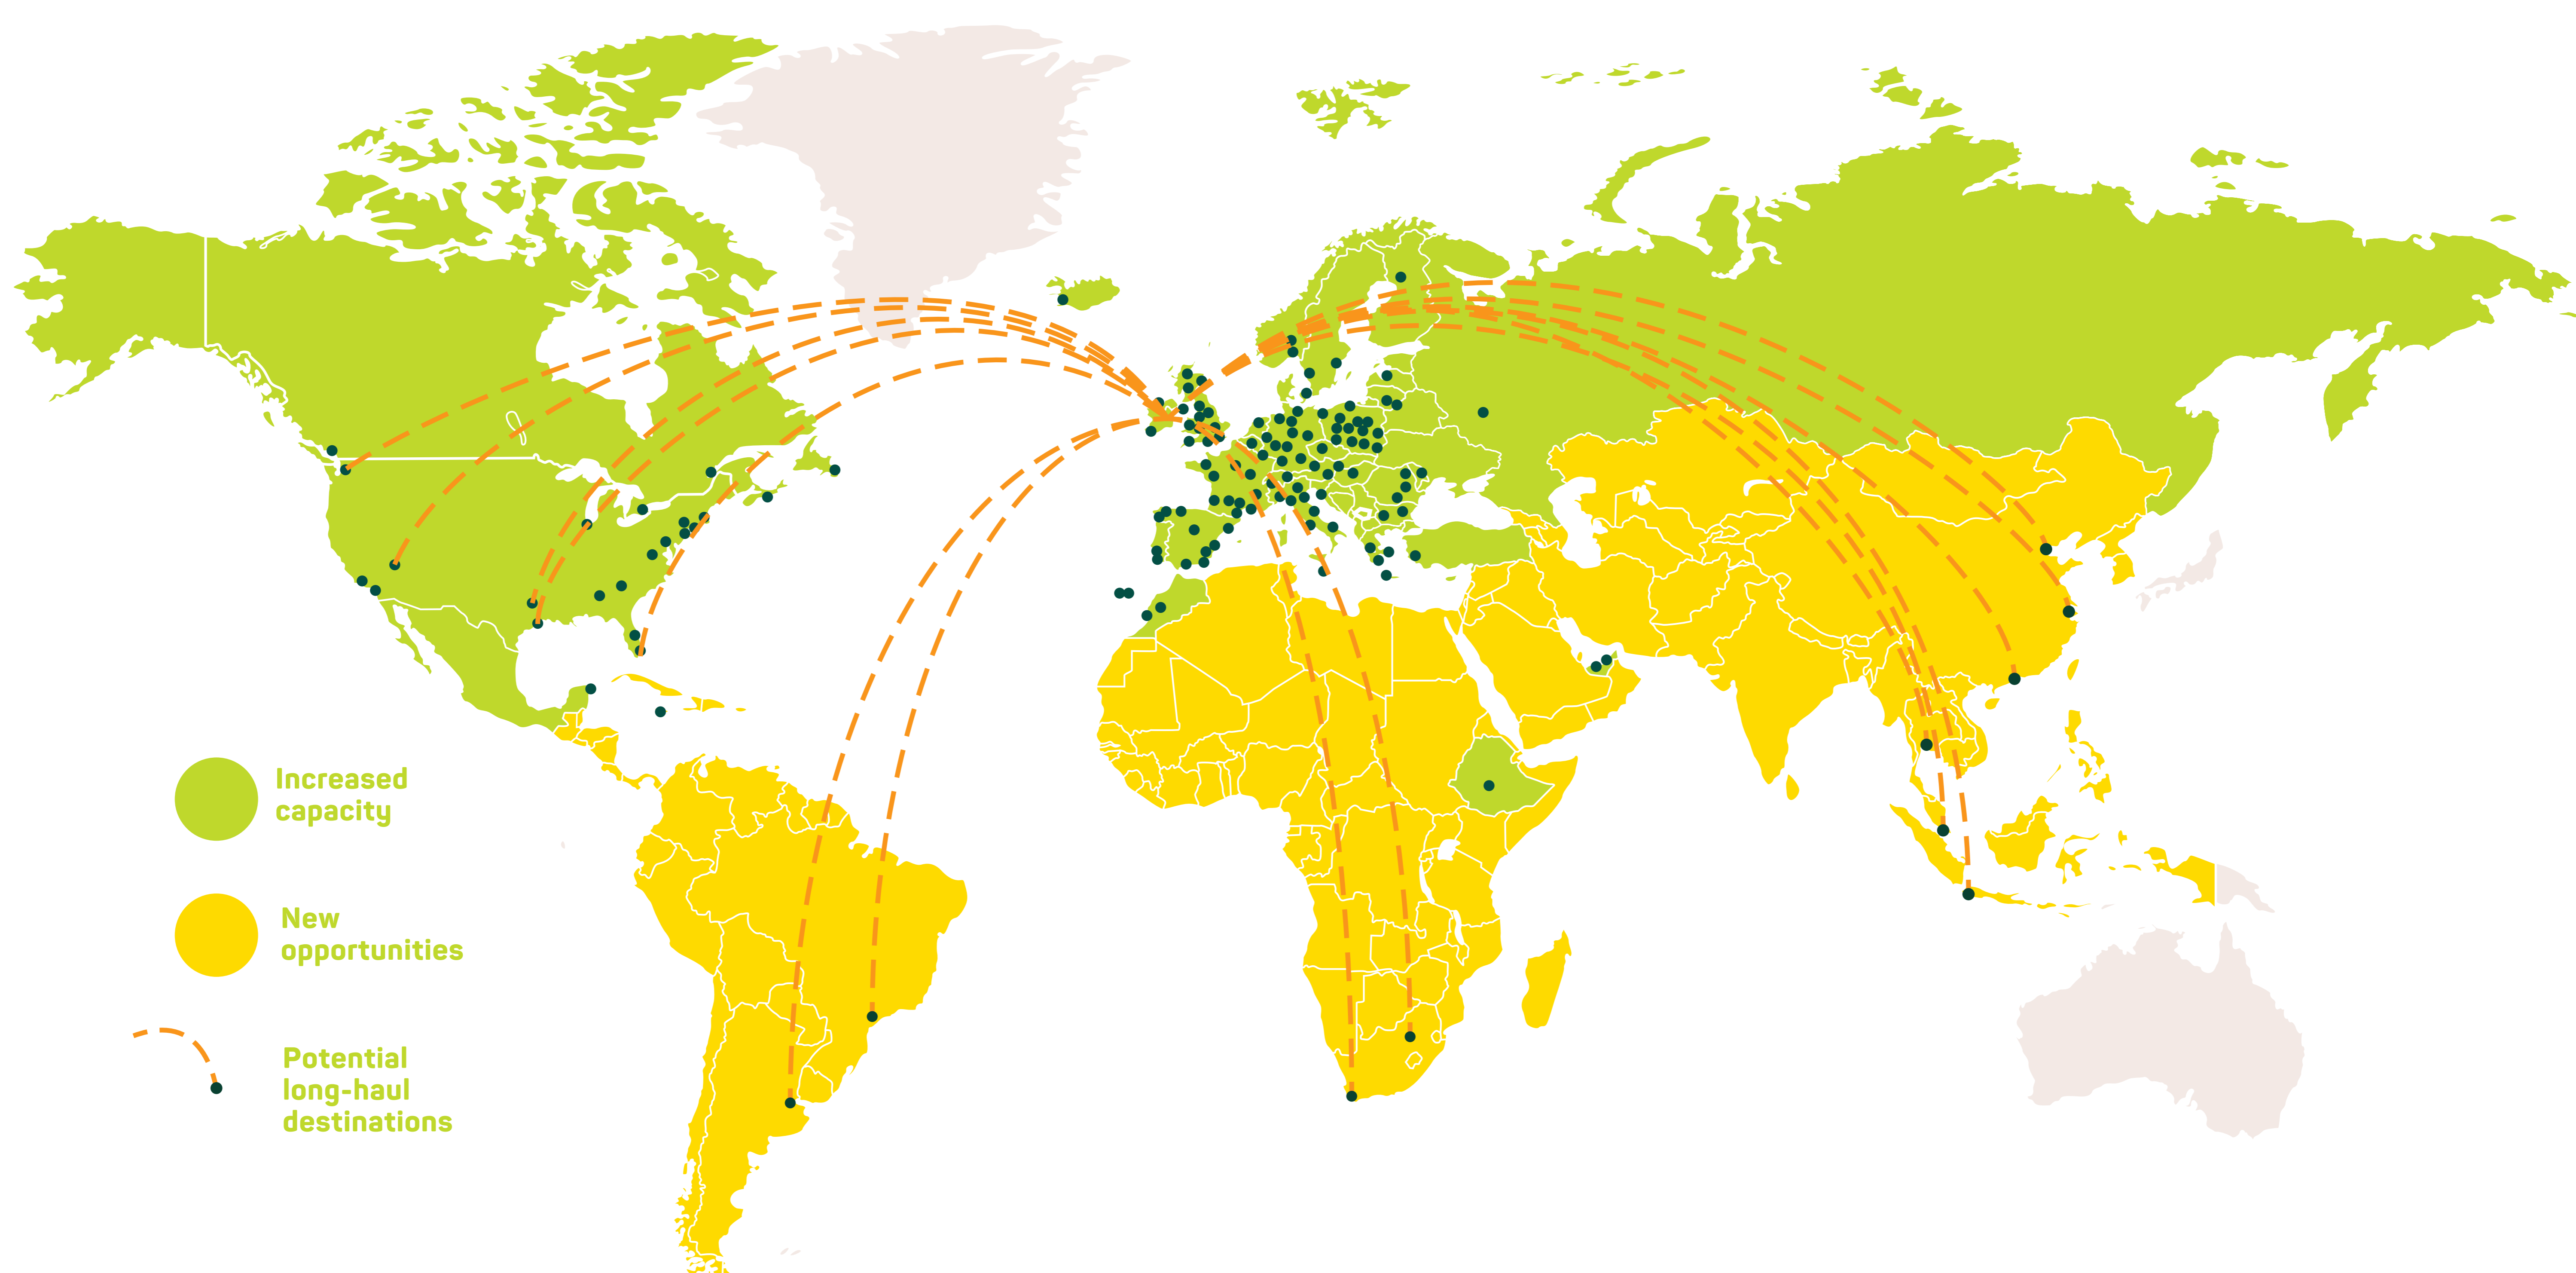 Increased
capacity
New
opportunities
Potential
long-haul
destinations